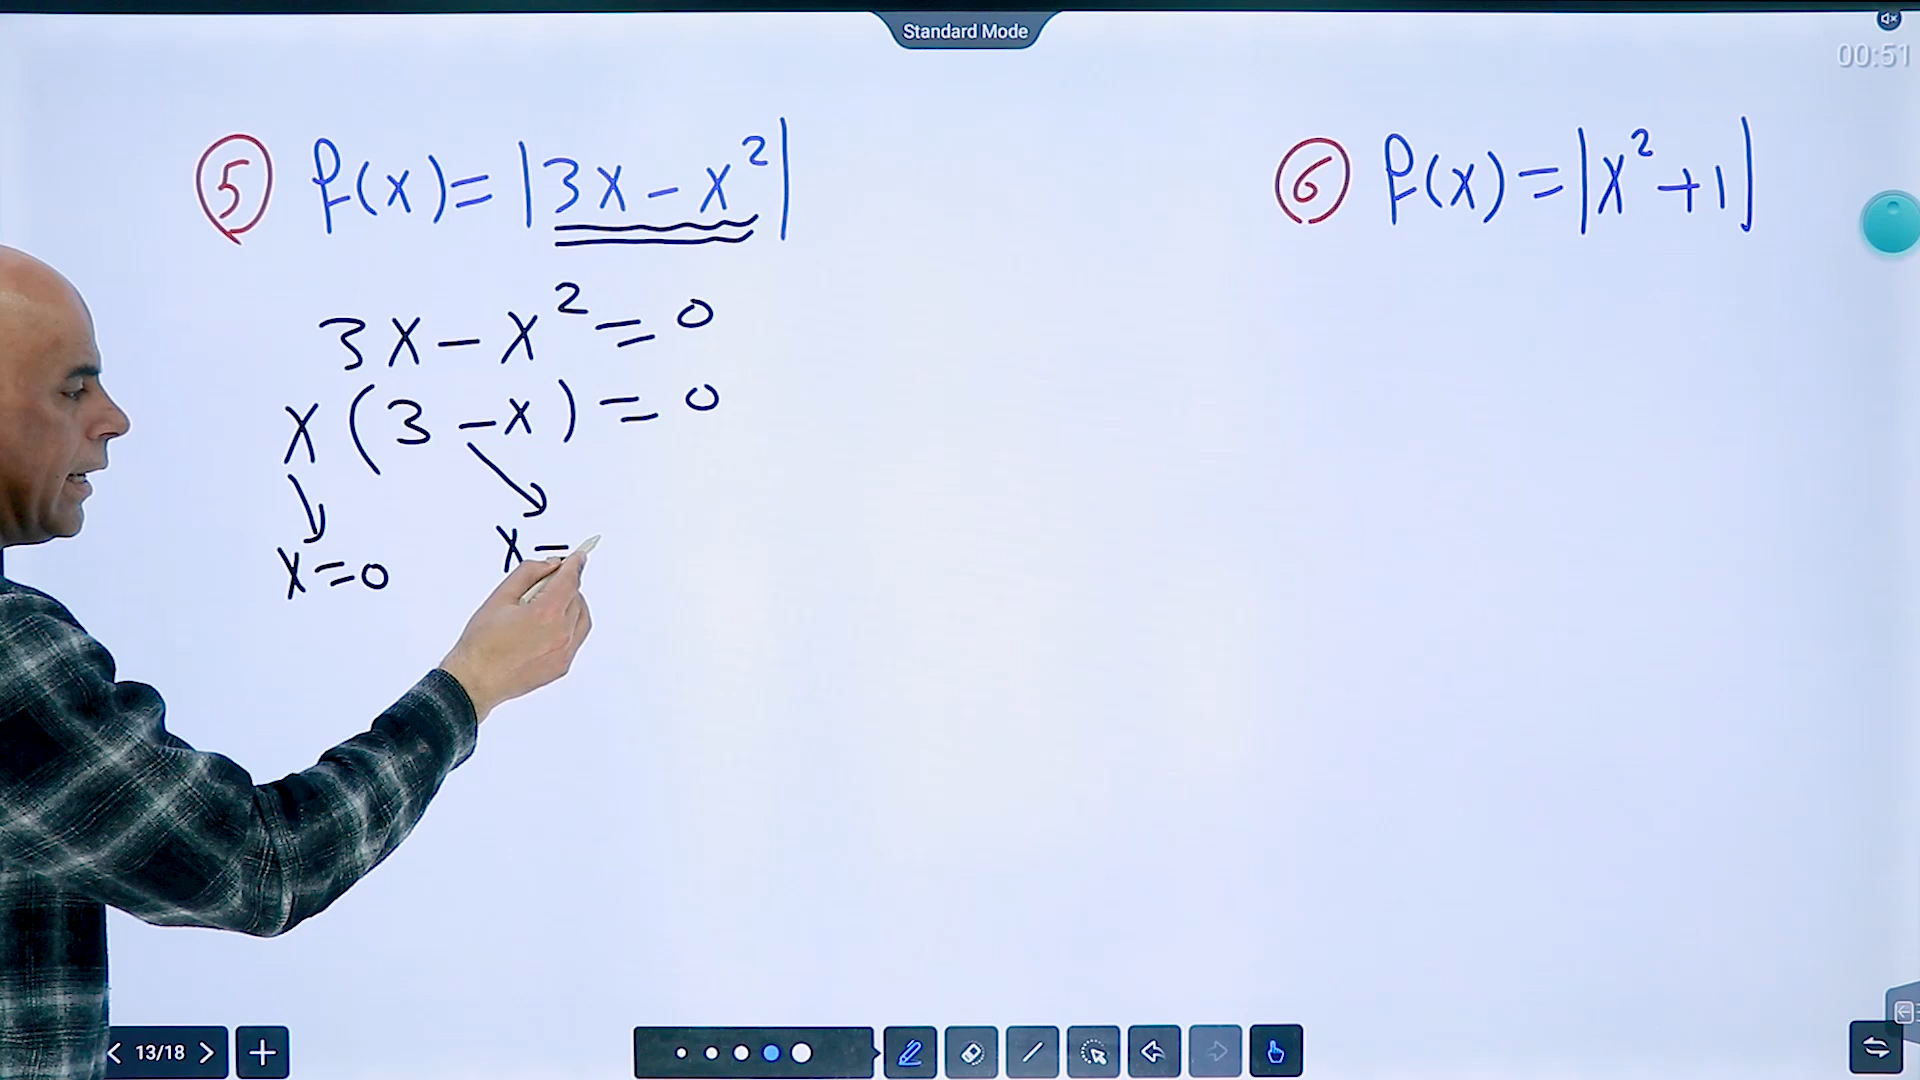 Standard Mode
00:51
⑤ f(x) = |3x - x²|
⑥ f(x) = |x² + 1|
3x - x² = 0
x(3 - x) = 0
x = 0
x =
13/18